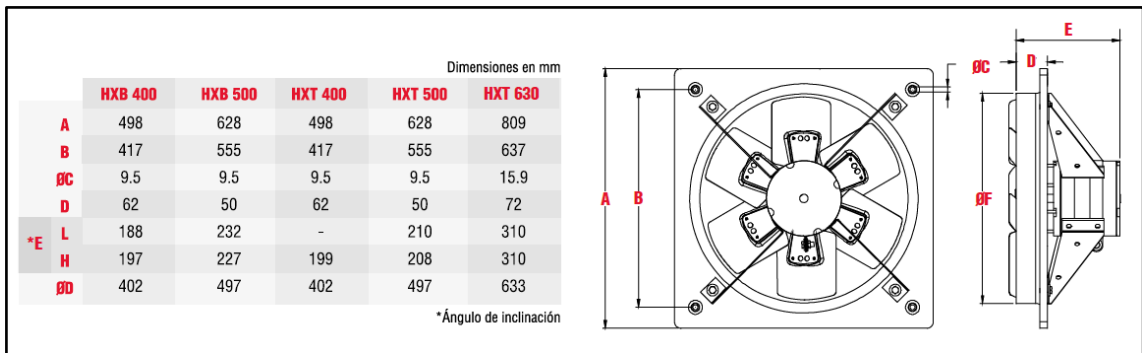 Dimensiones en mm
HXB 400 HXB 500 HXT 400 HXT 500 HXT 630
A 498 628 498 628 809
B 417 555 417 555 637
ØC 9.5 9.5 9.5 9.5 15.9
D 62 50 62 50 72
*E L 188 232 - 210 310
H 197 227 199 208 310
ØD 402 497 402 497 633
*Ángulo de inclinación
A
B
E
ØC
D
ØF